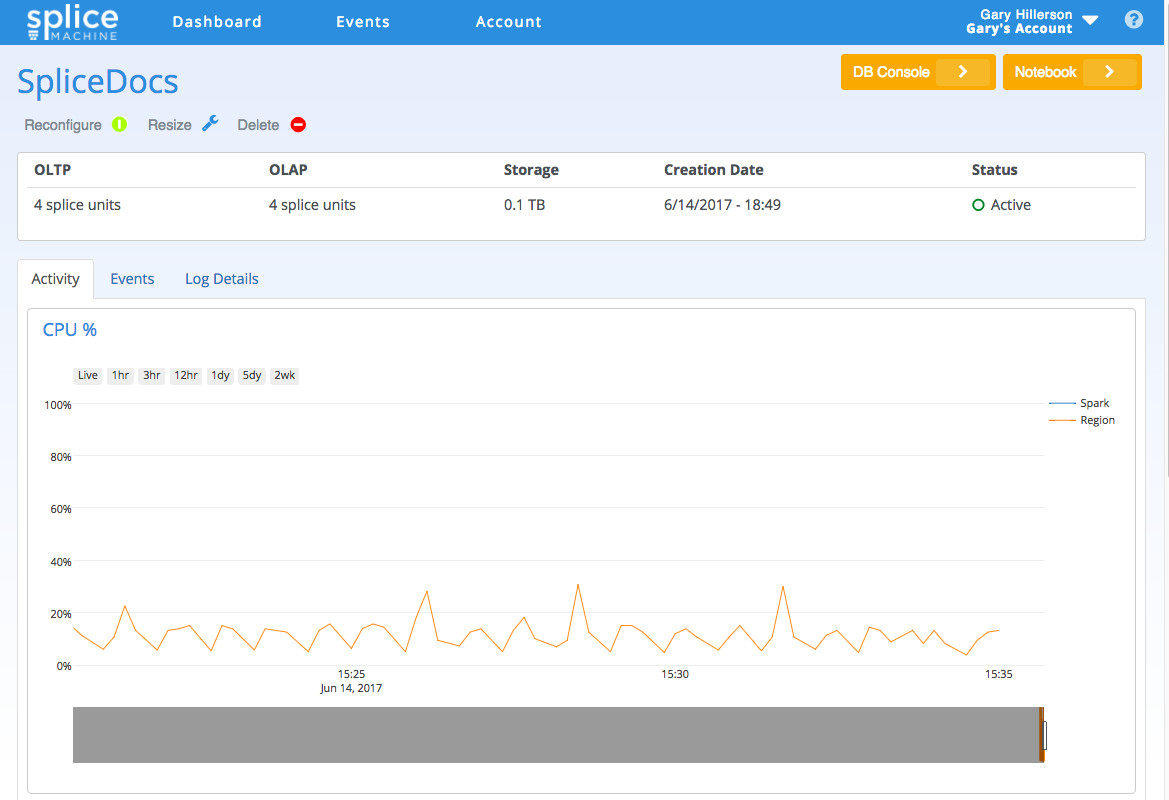 splice MACHINE
Dashboard Events Account
Gary Hillerson
Gary's Account
?
SpliceDocs
DB Console Notebook
Reconfigure Resize Delete
OLTP OLAP Storage Creation Date Status
4 splice units 4 splice units 0.1 TB 6/14/2017 - 18:49 Active
Activity Events Log Details
CPU %
Live 1hr 3hr 12hr 1dy 5dy 2wk
100%
80%
60%
40%
20%
0%
Spark
Region
15:25 15:30 15:35
Jun 14, 2017